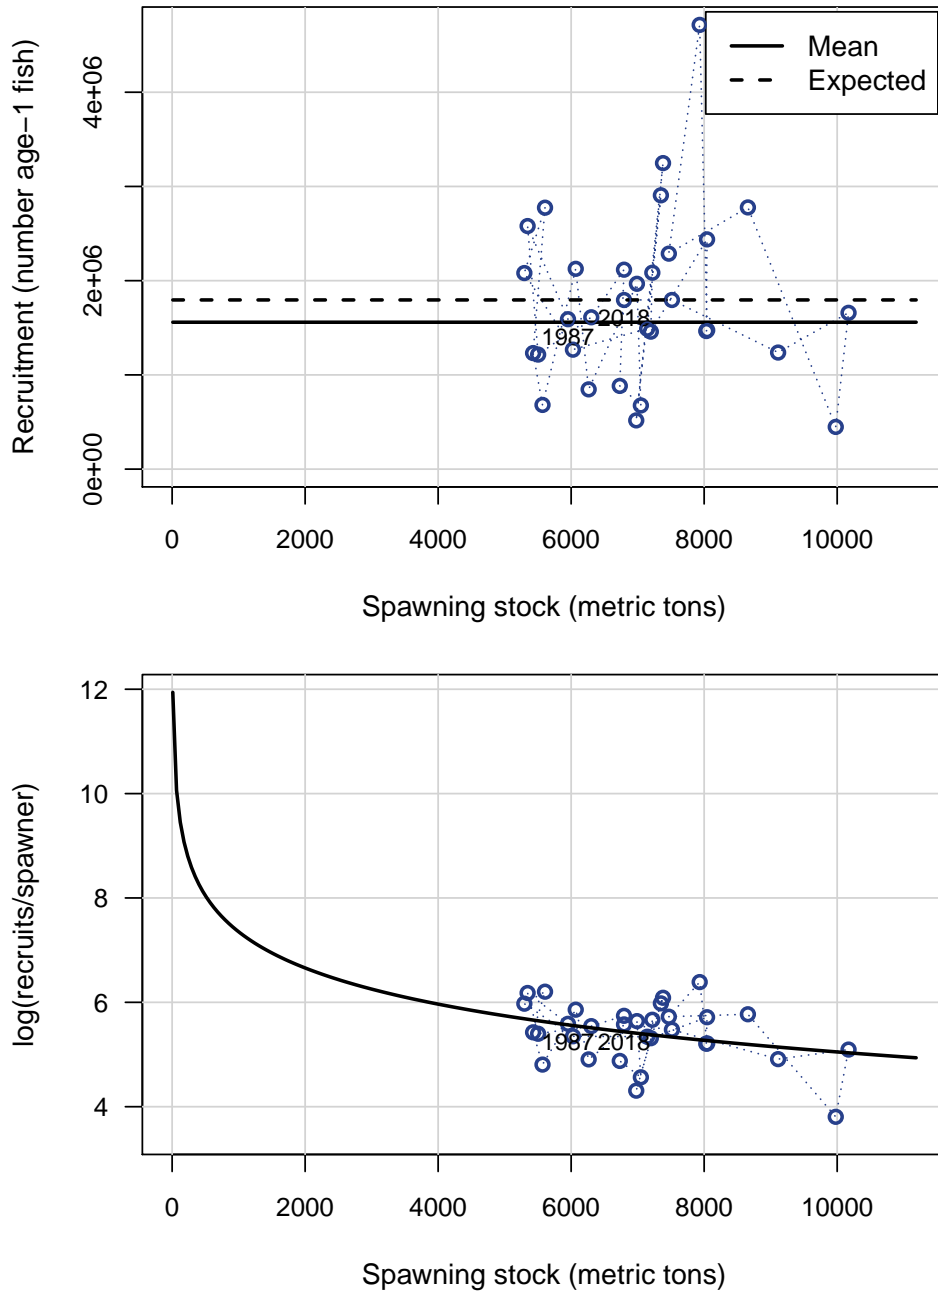 Recruitment (number age−1 fish)
4e+06
2e+06
0e+00
Mean
Expected
2018
1987
0 2000 4000 6000 8000 10000
Spawning stock (metric tons)
log(recruits/spawner)
12
10
8
6
4
1987 2018
0 2000 4000 6000 8000 10000
Spawning stock (metric tons)